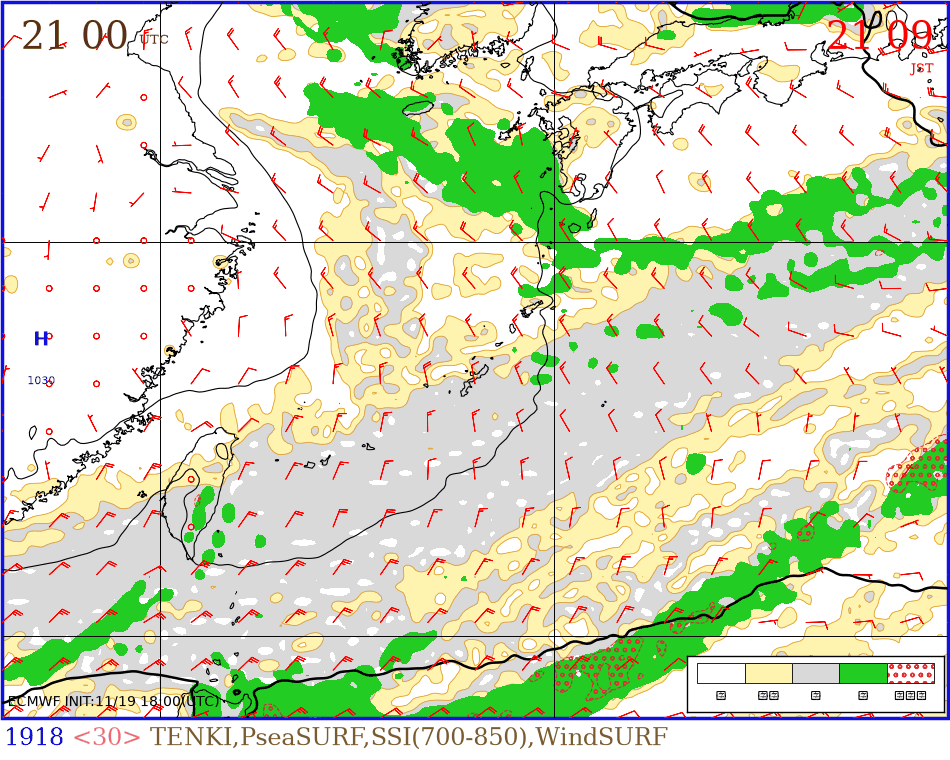 21 00 UTC
21 09
JST
H
1030
ECMWF INIT:11/19 18:00(UTC)
1918 <30> TENKI,PseaSURF,SSI(700-850),WindSURF